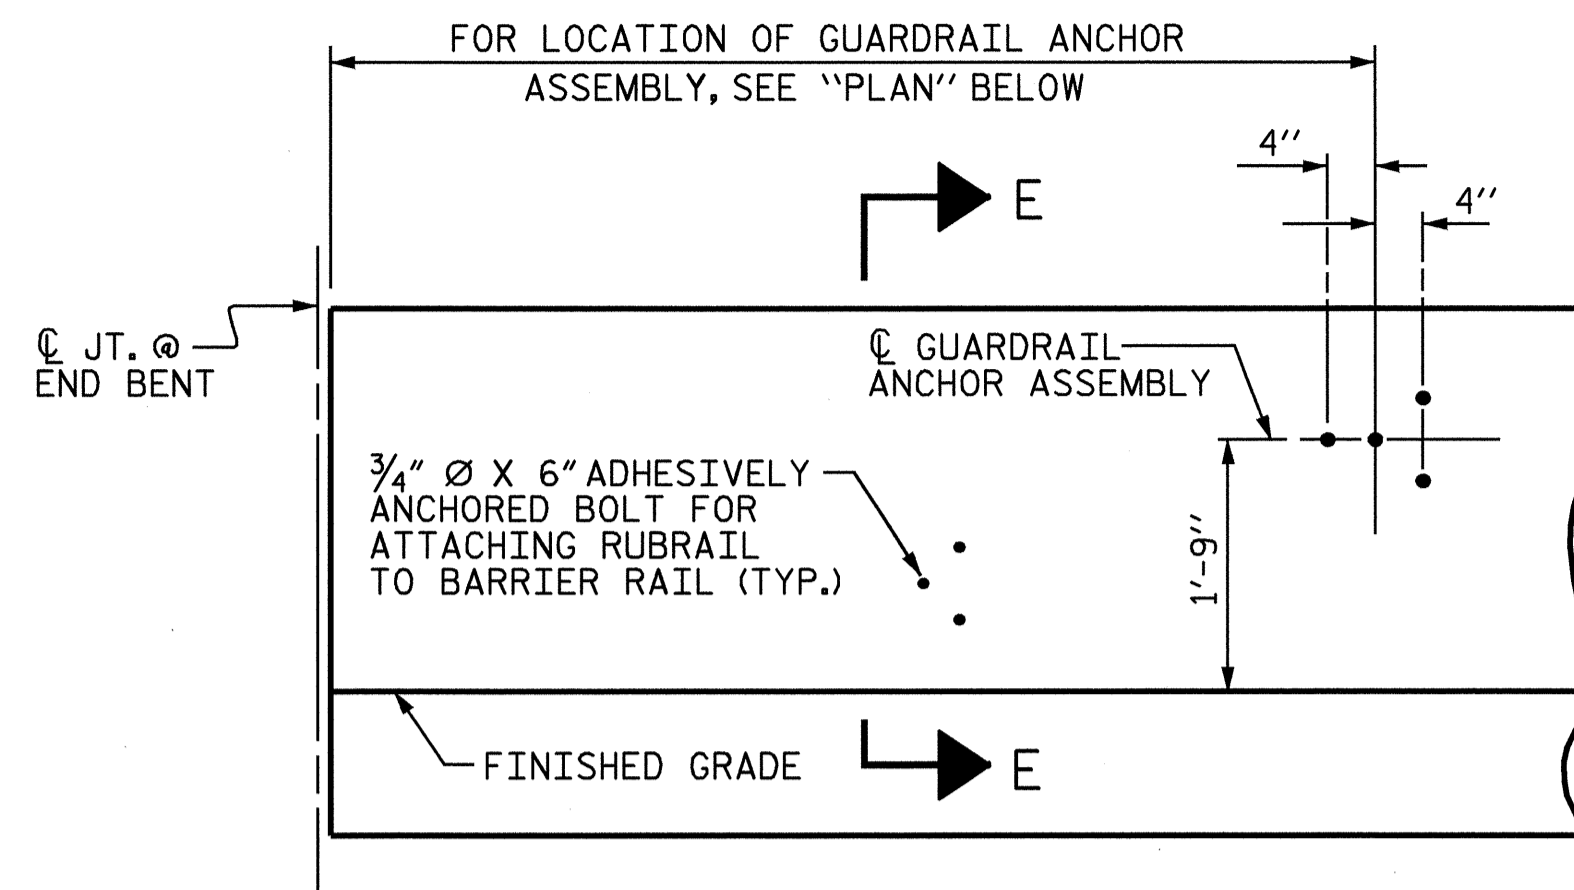 FOR LOCATION OF GUARDRAIL ANCHOR
ASSEMBLY, SEE "PLAN" BELOW
4"
4"
E
℄ JT. @
END BENT
℄ GUARDRAIL
ANCHOR ASSEMBLY
3/4" Ø X 6" ADHESIVELY
ANCHORED BOLT FOR
ATTACHING RUBRAIL
TO BARRIER RAIL (TYP.)
1'-9"
FINISHED GRADE
E